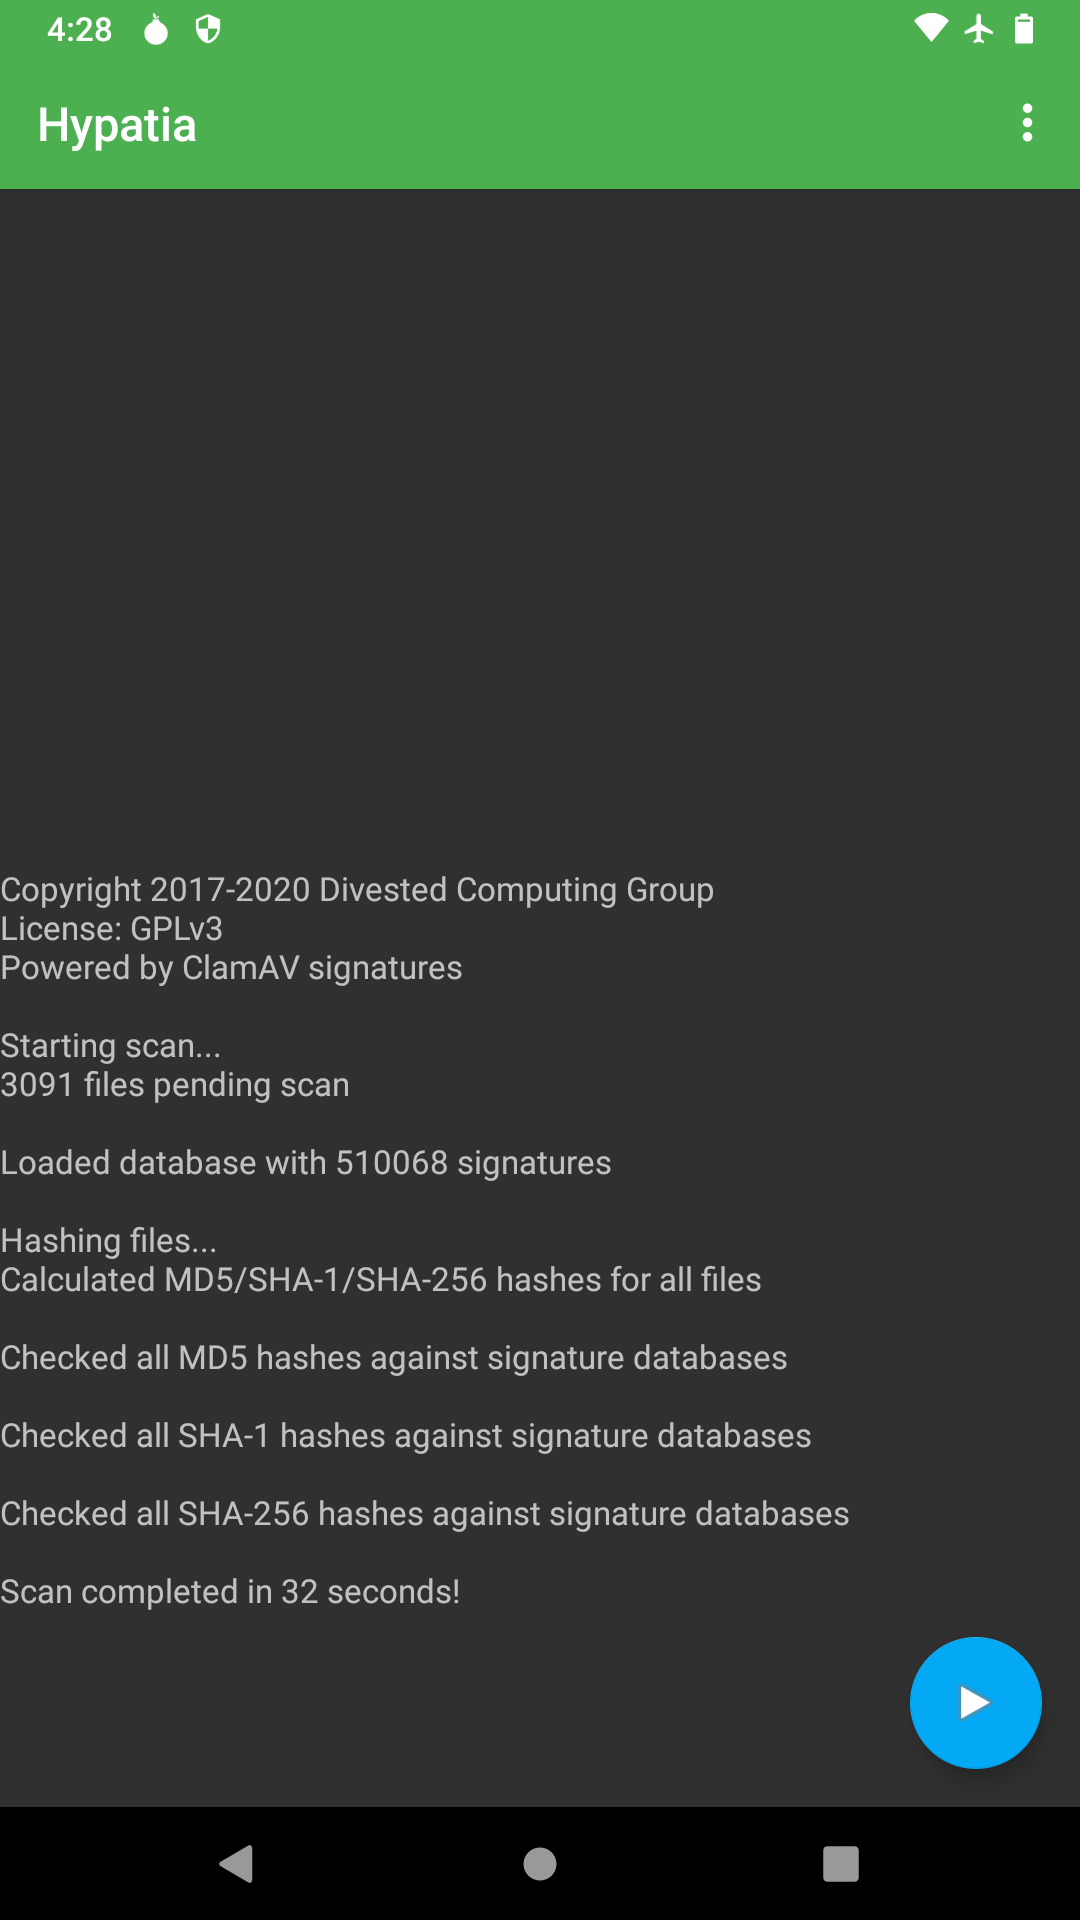 4:28
Hypatia
Copyright 2017-2020 Divested Computing Group
License: GPLv3
Powered by ClamAV signatures
Starting scan...
3091 files pending scan
Loaded database with 510068 signatures
Hashing files...
Calculated MD5/SHA-1/SHA-256 hashes for all files
Checked all MD5 hashes against signature databases
Checked all SHA-1 hashes against signature databases
Checked all SHA-256 hashes against signature databases
Scan completed in 32 seconds!